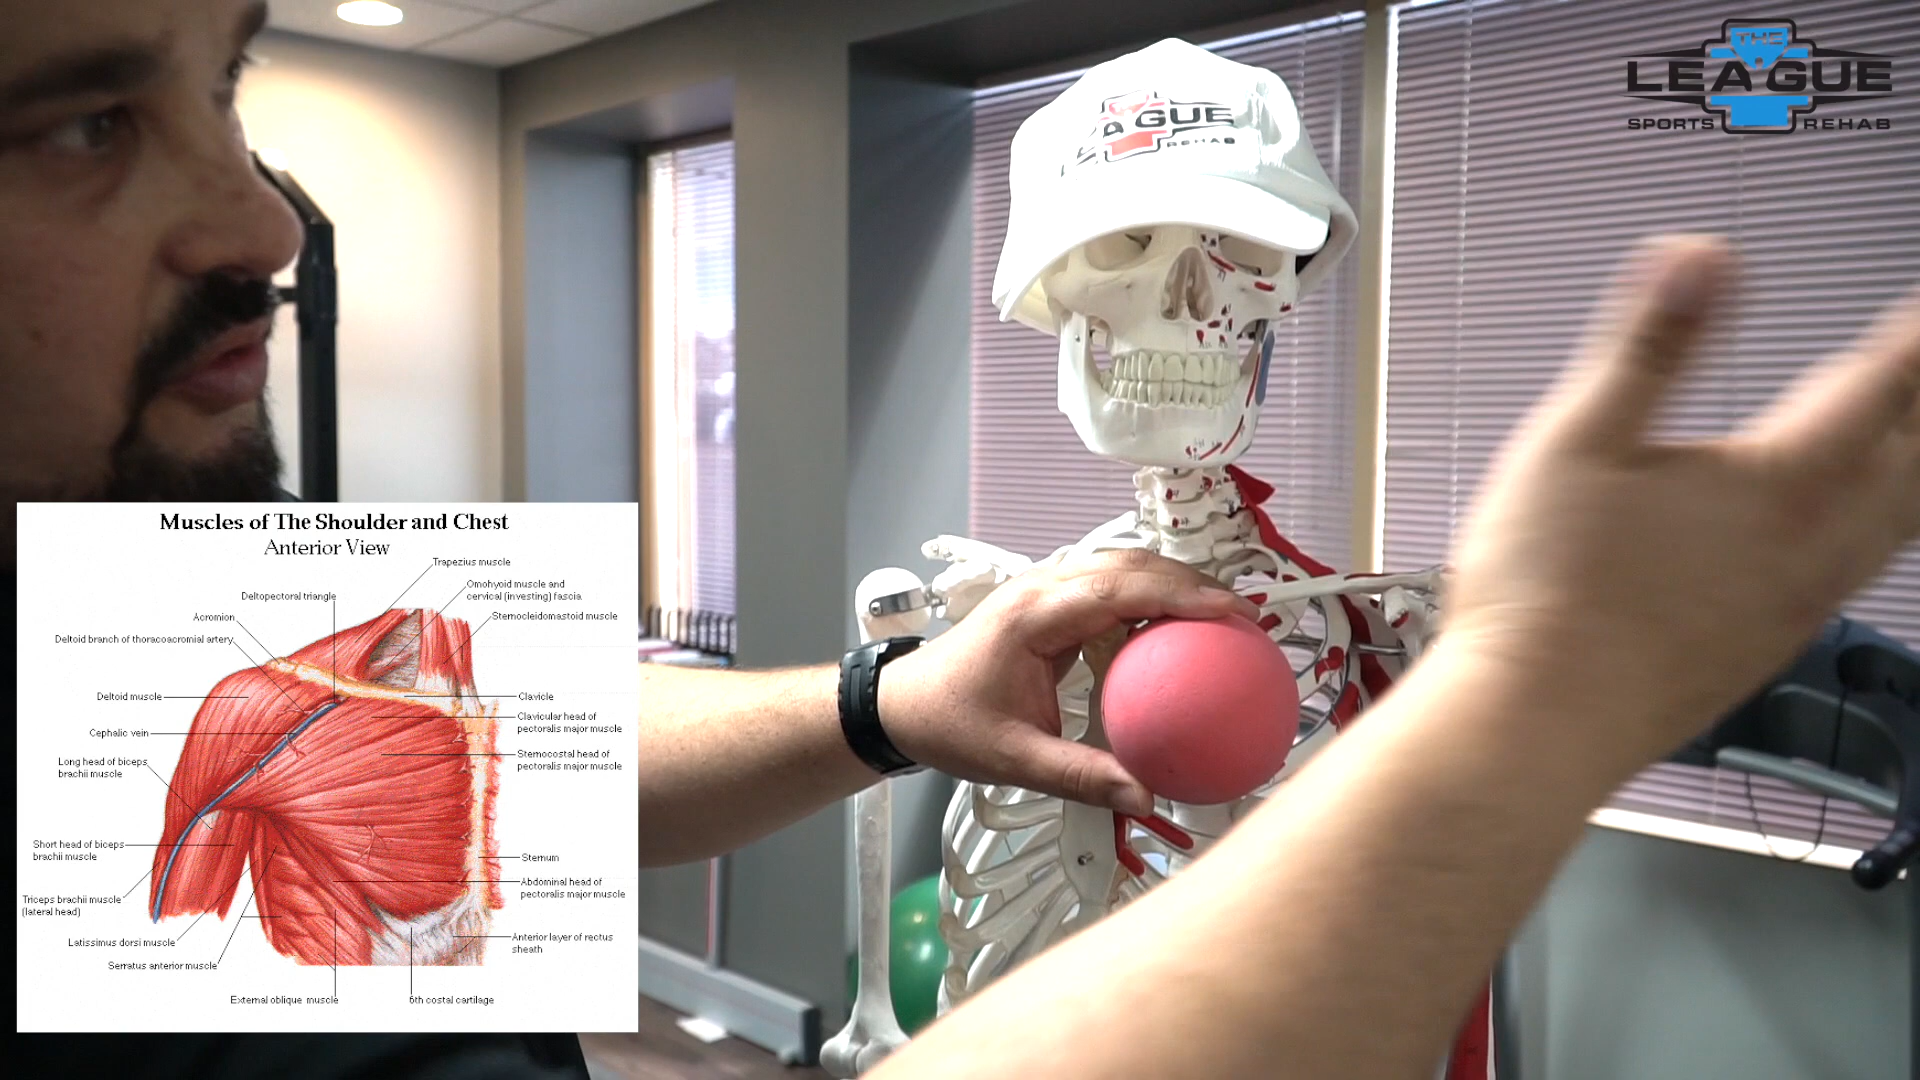 THE
LEAGUE
SPORTS REHAB
AGUE
REHAB
Muscles of The Shoulder and Chest
Anterior View
Trapezius muscle
Omohyoid muscle and
cervical (investing) fascia
Deltopectoral triangle
Sternocleidomastoid muscle
Acromion
Deltoid branch of thoracoacromial artery
Deltoid muscle
Clavicle
Clavicular head of
pectoralis major muscle
Cephalic vein
Sternocostal head of
pectoralis major muscle
Long head of biceps
brachii muscle
Short head of biceps
brachii muscle
Sternum
Abdominal head of
pectoralis major muscle
Triceps brachii muscle
(lateral head)
Latissimus dorsi muscle
Anterior layer of rectus
sheath
Serratus anterior muscle
External oblique muscle
6th costal cartilage